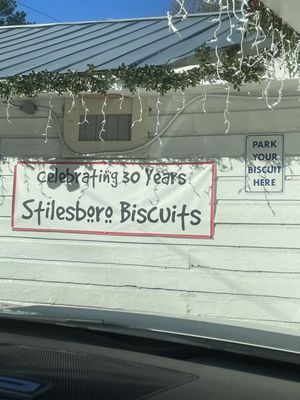 Celebrating 30 Years
Stilesboro Biscuits
PARK
YOUR
BISCUIT
HERE